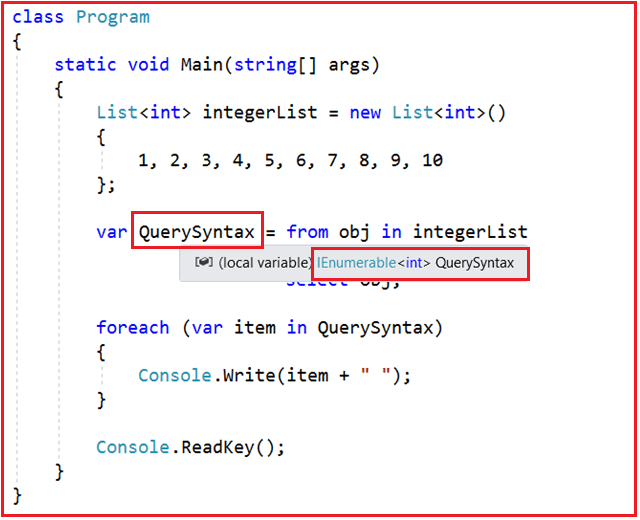 class Program
{
static void Main(string[] args)
{
List<int> integerList = new List<int>()
{
1, 2, 3, 4, 5, 6, 7, 8, 9, 10
};
var QuerySyntax = from obj in integerList
(local variable) IEnumerable<int> QuerySyntax
select obj;
foreach (var item in QuerySyntax)
{
Console.Write(item + " ");
}
Console.ReadKey();
}
}